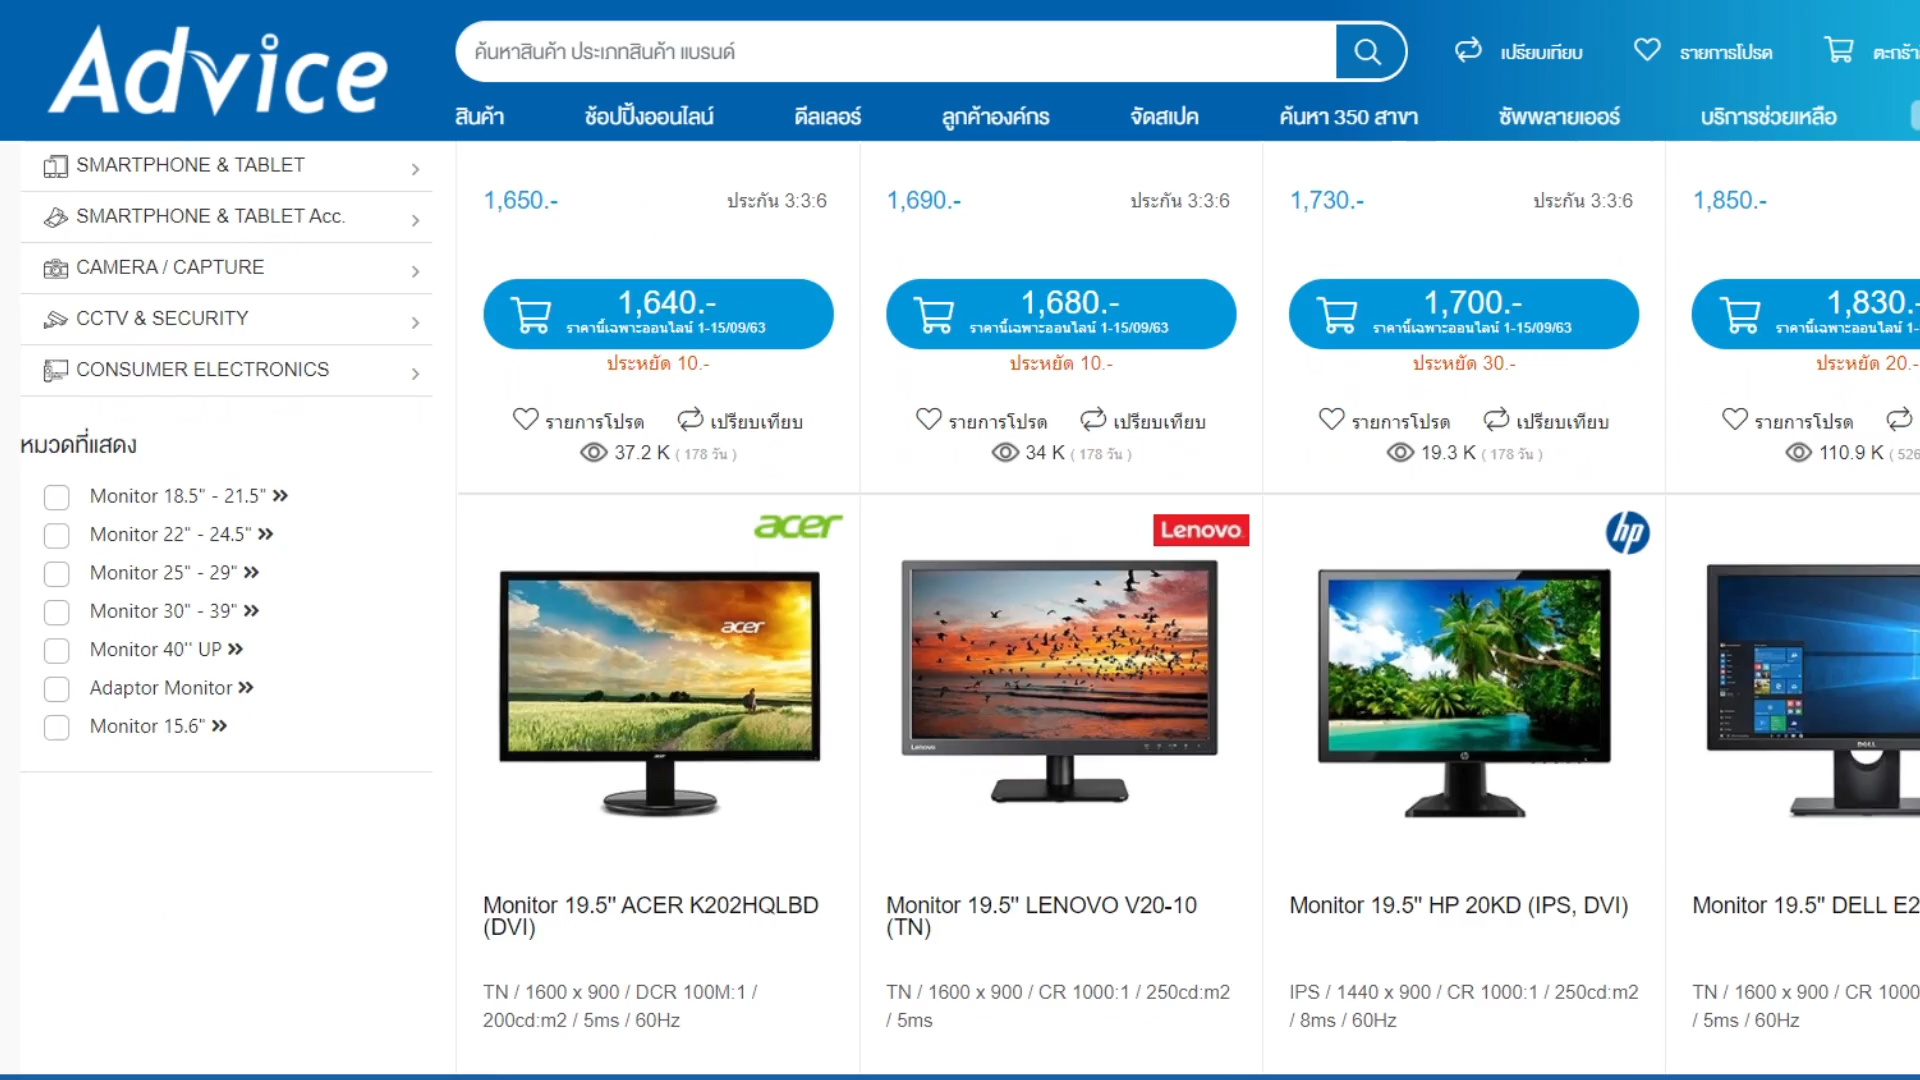 Advice
ค้นหาสินค้า ประเภทสินค้า แบรนด์
เปรียบเทียบ
รายการโปรด
สินค้า
ช้อปปิ้งออนไลน์
ดีลเลอร์
ลูกค้าองค์กร
จัดสเปค
ค้นหา 350 สาขา
ซัพพลายเออร์
บริการช่วยเหลือ
SMARTPHONE & TABLET
SMARTPHONE & TABLET Acc.
CAMERA / CAPTURE
CCTV & SECURITY
CONSUMER ELECTRONICS
หมวดที่แสดง
Monitor 18.5" - 21.5" »
Monitor 22" - 24.5" »
Monitor 25" - 29" »
Monitor 30" - 39" »
Monitor 40'' UP »
Adaptor Monitor »
Monitor 15.6" »
1,650.- ประกัน 3:3:6
1,640.-
ราคานี้เฉพาะออนไลน์ 1-15/09/63
ประหยัด 10.-
รายการโปรด เปรียบเทียบ
37.2 K ( 178 วัน )
1,690.- ประกัน 3:3:6
1,680.-
ราคานี้เฉพาะออนไลน์ 1-15/09/63
ประหยัด 10.-
รายการโปรด เปรียบเทียบ
34 K ( 178 วัน )
1,730.- ประกัน 3:3:6
1,700.-
ราคานี้เฉพาะออนไลน์ 1-15/09/63
ประหยัด 30.-
รายการโปรด เปรียบเทียบ
19.3 K ( 178 วัน )
1,850.-
1,830.-
ราคานี้เฉพาะออนไลน์ 1-
ประหยัด 20.-
รายการโปรด
110.9 K ( 526
acer
acer
Monitor 19.5" ACER K202HQLBD
(DVI)
TN / 1600 x 900 / DCR 100M:1 /
200cd:m2 / 5ms / 60Hz
Lenovo
Lenovo
Monitor 19.5" LENOVO V20-10
(TN)
TN / 1600 x 900 / CR 1000:1 / 250cd:m2
/ 5ms
hp
Monitor 19.5" HP 20KD (IPS, DVI)
IPS / 1440 x 900 / CR 1000:1 / 250cd:m2
/ 8ms / 60Hz
DELL
Monitor 19.5" DELL E2
TN / 1600 x 900 / CR 1000
/ 5ms / 60Hz